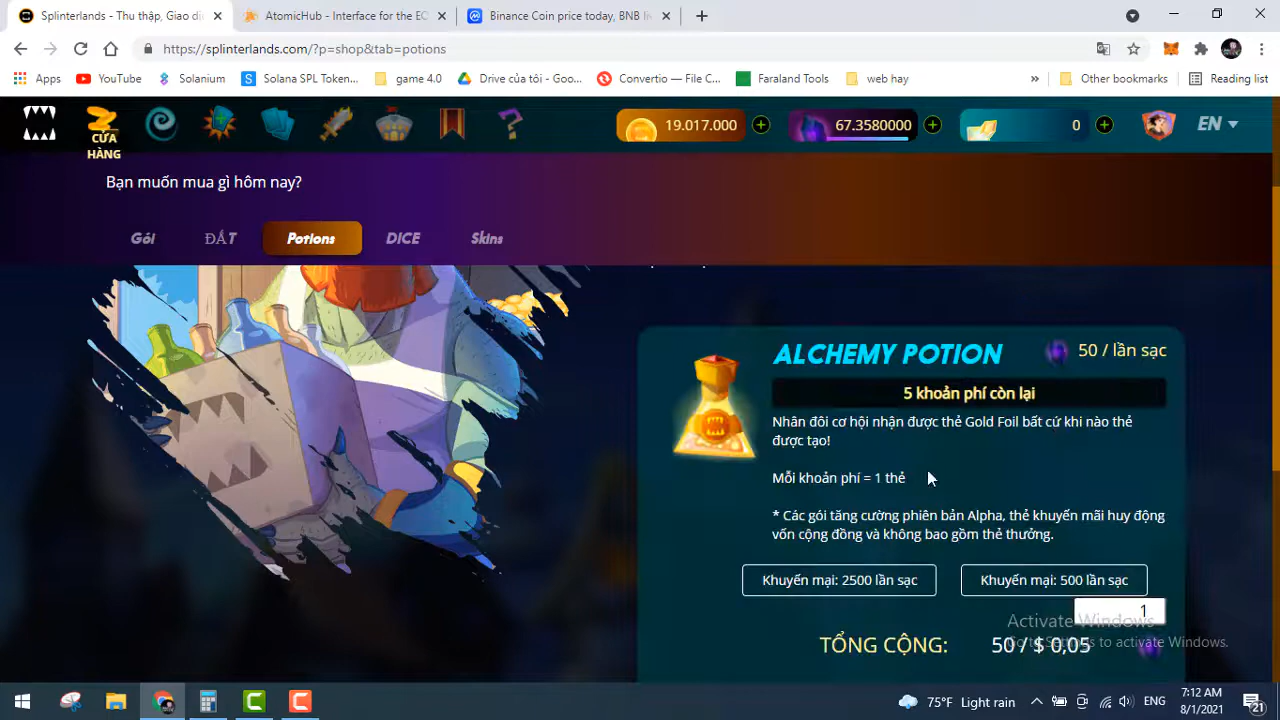 Splinterlands - Thu thập, Giao di
AtomicHub - Interface for the EC
Binance Coin price today, BNB li
https://splinterlands.com/?p=shop&tab=potions
Apps
YouTube
Solanium
Solana SPL Token...
game 4.0
Drive của tôi - Goo...
Convertio — File C...
Faraland Tools
web hay
»
Other bookmarks
Reading list
CỬA
HÀNG
19.017.000
67.3580000
0
EN
Bạn muốn mua gì hôm nay?
Gói
ĐẤT
Potions
DICE
Skins
ALCHEMY POTION
50 / lần sạc
5 khoản phí còn lại
Nhân đôi cơ hội nhận được thẻ Gold Foil bất cứ khi nào thẻ
được tạo!
Mỗi khoản phí = 1 thẻ
* Các gói tăng cường phiên bản Alpha, thẻ khuyến mãi huy động
vốn cộng đồng và không bao gồm thẻ thưởng.
Khuyến mại: 2500 lần sạc
Khuyến mại: 500 lần sạc
1
Activate Windows
Go to Settings to activate Windows.
TỔNG CỘNG:
50 / $ 0,05
75°F Light rain
ENG
7:12 AM
8/1/2021
21